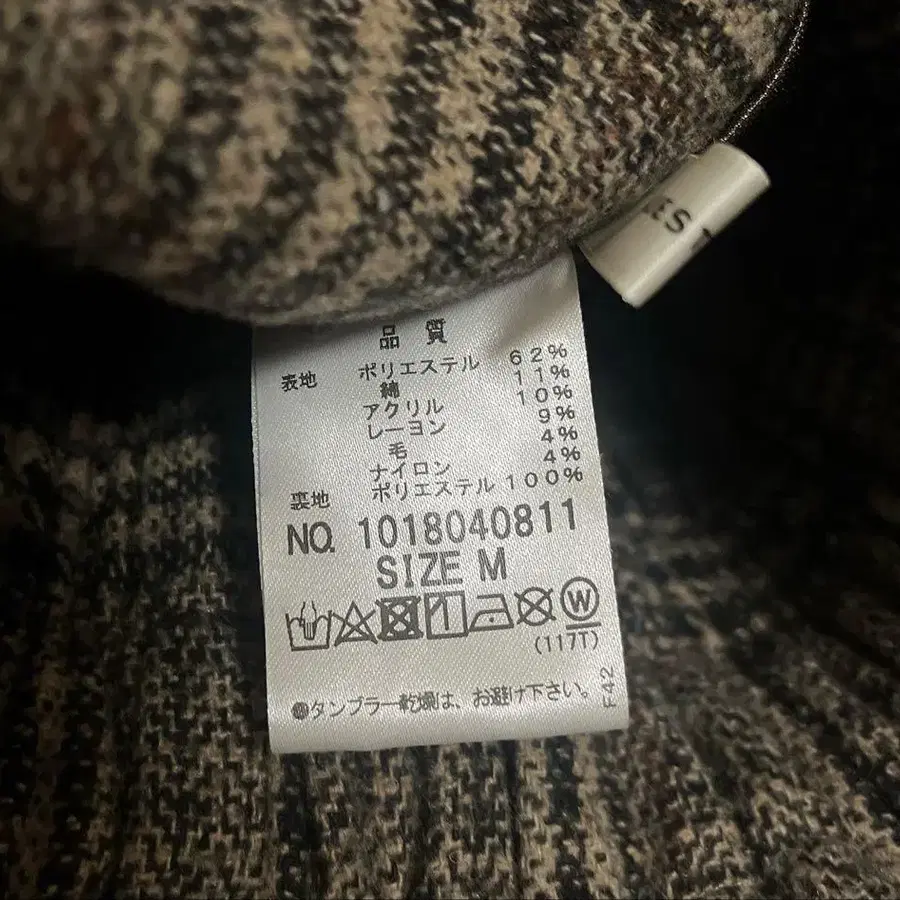 品 質
表地 ポリエステル 62%
綿 11%
アクリル 10%
レーヨン 9%
毛 4%
ナイロン 4%
裏地 ポリエステル 100%
NO. 1018040811
SIZE M
W
(117T)
タンブラー乾燥は、お避け下さい。
F42